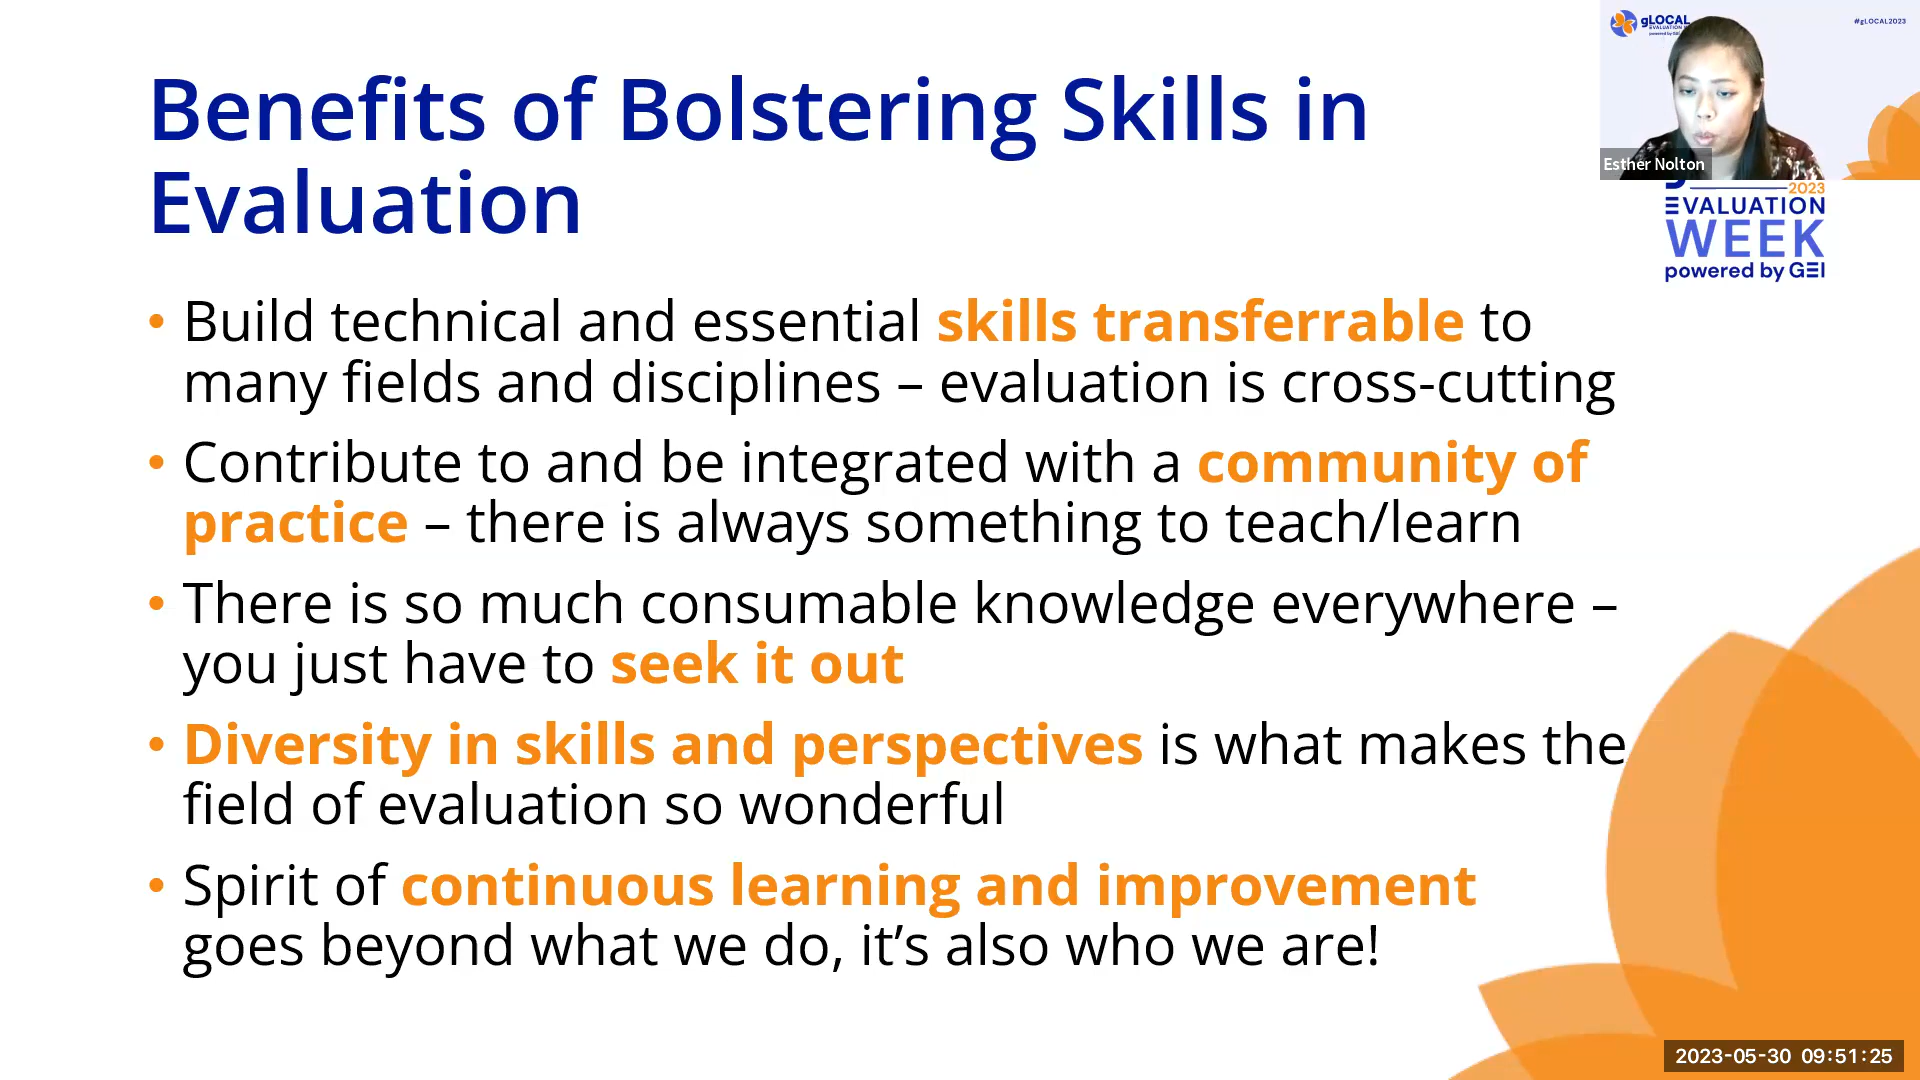 Benefits of Bolstering Skills in
Evaluation
• Build technical and essential skills transferrable to
many fields and disciplines – evaluation is cross-cutting
• Contribute to and be integrated with a community of
practice – there is always something to teach/learn
• There is so much consumable knowledge everywhere –
you just have to seek it out
• Diversity in skills and perspectives is what makes the
field of evaluation so wonderful
• Spirit of continuous learning and improvement
goes beyond what we do, it’s also who we are!
gLOCAL
EVALUATION
powered by GEI
#gLOCAL2023
Esther Nolton
2023
EVALUATION
WEEK
powered by GEI
2023-05-30 09:51:25